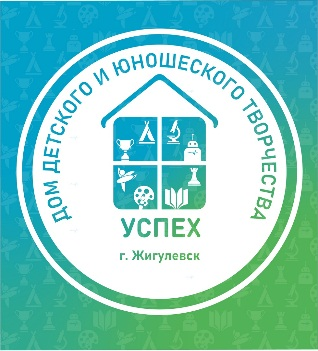 ДОМ ДЕТСКОГО И ЮНОШЕСКОГО ТВОРЧЕСТВА
УСПЕХ
г. Жигулевск